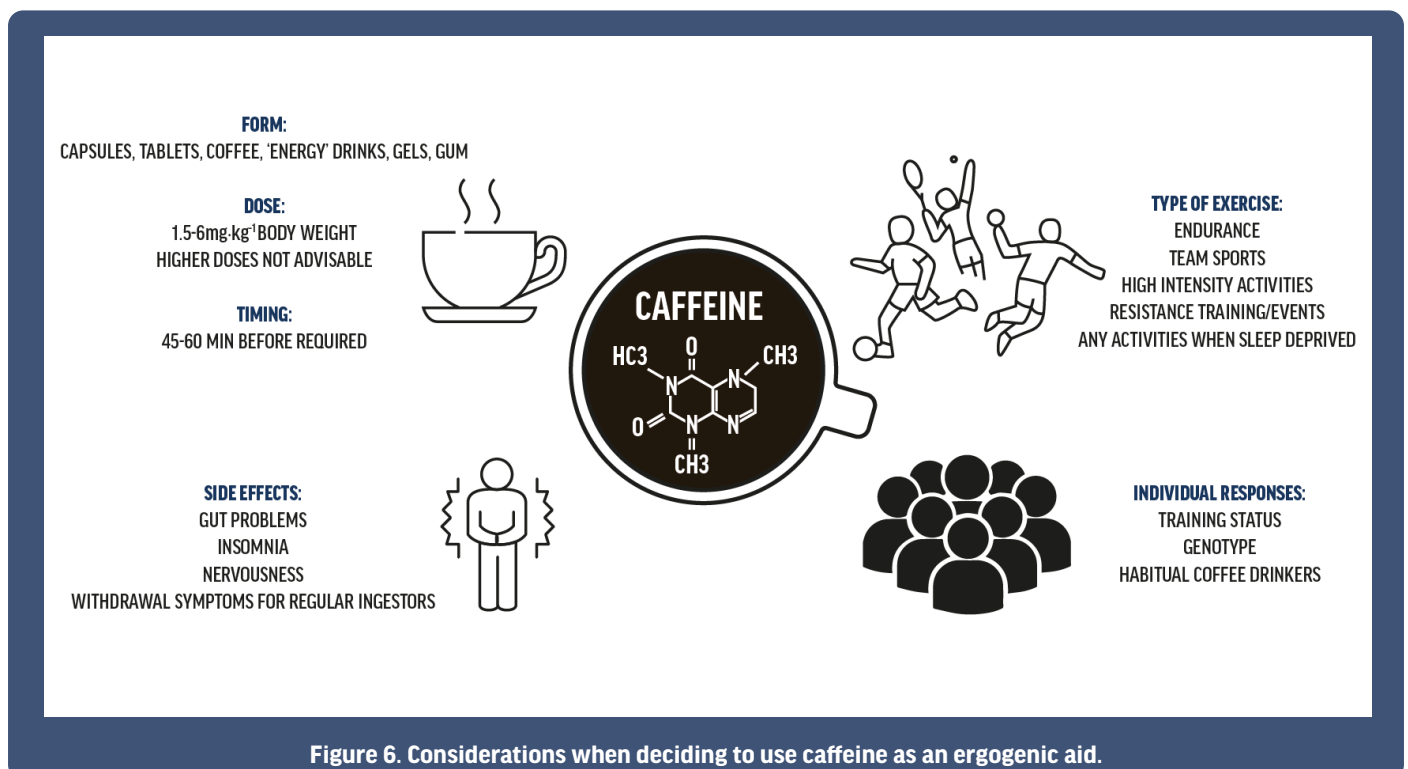 FORM:
CAPSULES, TABLETS, COFFEE, ‘ENERGY’ DRINKS, GELS, GUM
DOSE:
1.5-6mg·kg⁻¹ BODY WEIGHT
HIGHER DOSES NOT ADVISABLE
TIMING:
45-60 MIN BEFORE REQUIRED
SIDE EFFECTS:
GUT PROBLEMS
INSOMNIA
NERVOUSNESS
WITHDRAWAL SYMPTOMS FOR REGULAR INGESTORS
CAFFEINE
O
HC3
CH3
N
N
O
N
N
CH3
TYPE OF EXERCISE:
ENDURANCE
TEAM SPORTS
HIGH INTENSITY ACTIVITIES
RESISTANCE TRAINING/EVENTS
ANY ACTIVITIES WHEN SLEEP DEPRIVED
INDIVIDUAL RESPONSES:
TRAINING STATUS
GENOTYPE
HABITUAL COFFEE DRINKERS
Figure 6. Considerations when deciding to use caffeine as an ergogenic aid.